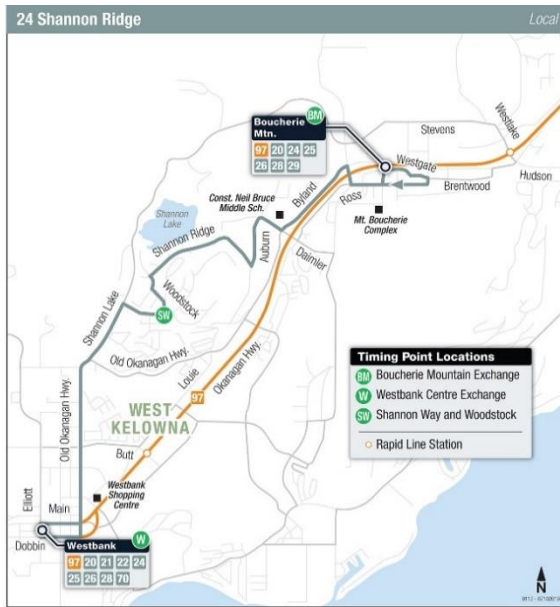 24 Shannon Ridge
Local
Boucherie
Mtn.
BM
97 20 24 25
26 28 29
Stevens
Westlake
Westgate
Brentwood
Hudson
Ross
Byland
Const. Neil Bruce
Middle Sch.
Mt. Boucherie
Complex
Auburn
Daimler
Shannon
Lake
Shannon Ridge
Woodstock
SW
Shannon Lake
Old Okanagan Hwy.
Okanagan Hwy.
Louie
97
Old Okanagan Hwy.
WEST
KELOWNA
Butt
Westbank
Shopping
Centre
Elliott
Main
Dobbin
Westbank
W
97 20 21 22 24
25 26 28 70
Timing Point Locations
BM Boucherie Mountain Exchange
W Westbank Centre Exchange
SW Shannon Way and Woodstock
Rapid Line Station
N